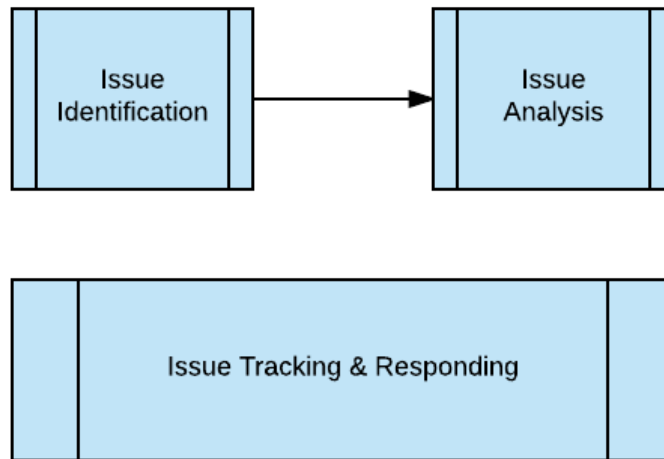 Issue
Identification
Issue
Analysis
Issue Tracking & Responding